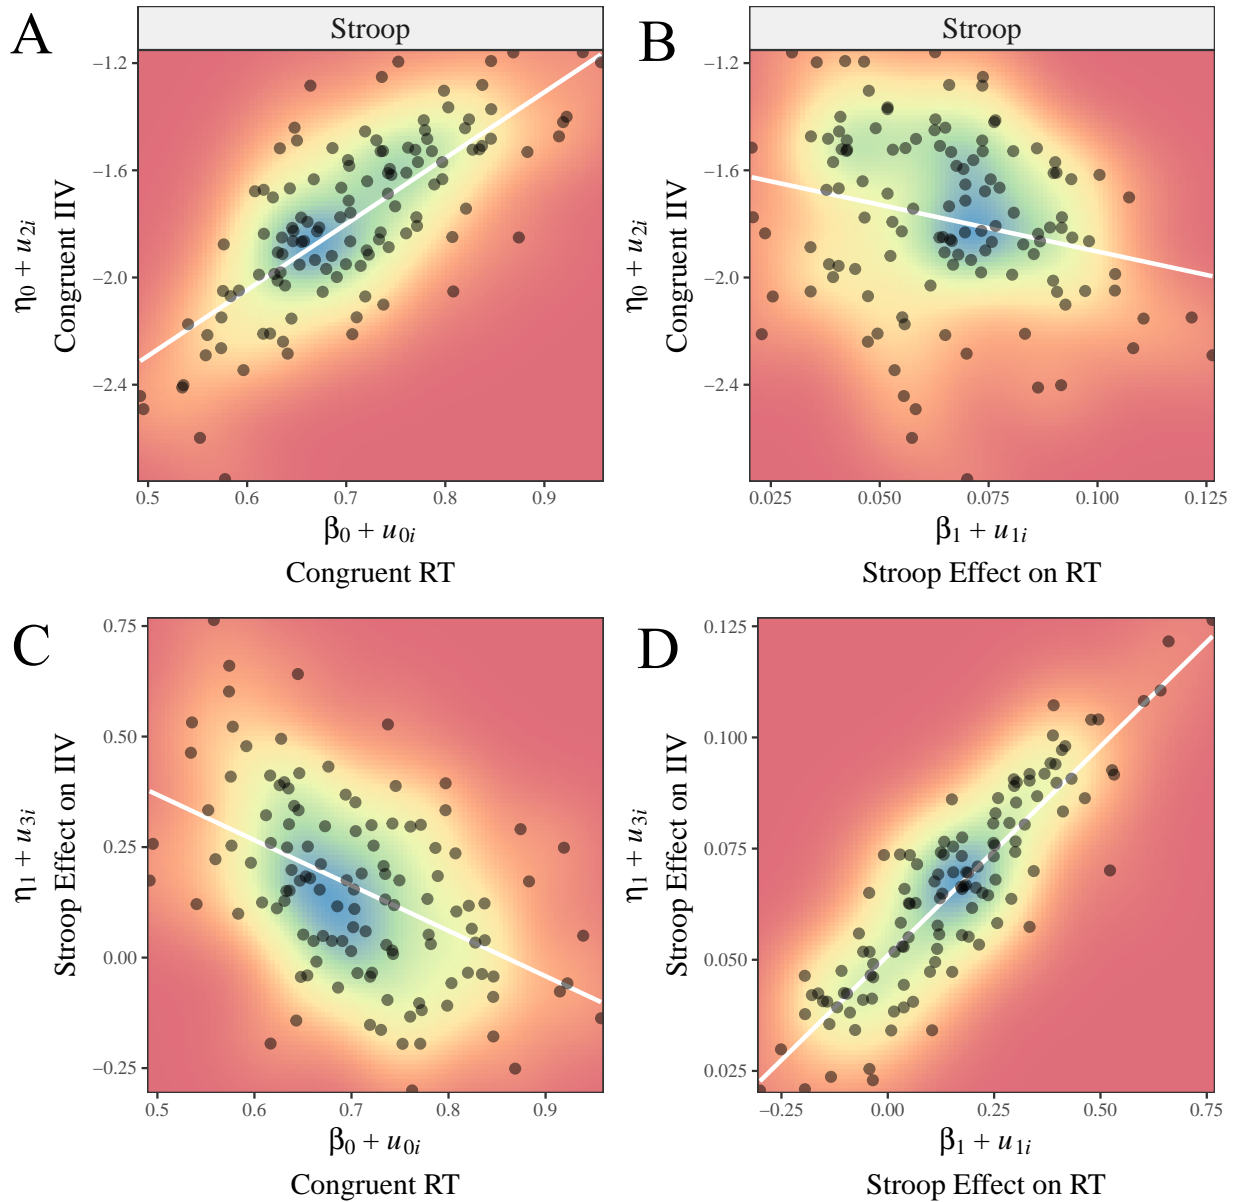 A
Stroop
−1.2
−1.6
−2.0
−2.4
η0 + u2i
Congruent IIV
0.5 0.6 0.7 0.8 0.9
β0 + u0i
Congruent RT
B
Stroop
−1.2
−1.6
−2.0
−2.4
η0 + u2i
Congruent IIV
0.025 0.050 0.075 0.100 0.125
β1 + u1i
Stroop Effect on RT
C
0.75
0.50
0.25
0.00
−0.25
η1 + u3i
Stroop Effect on IIV
0.5 0.6 0.7 0.8 0.9
β0 + u0i
Congruent RT
D
0.125
0.100
0.075
0.050
0.025
η1 + u3i
Stroop Effect on IIV
−0.25 0.00 0.25 0.50 0.75
β1 + u1i
Stroop Effect on RT